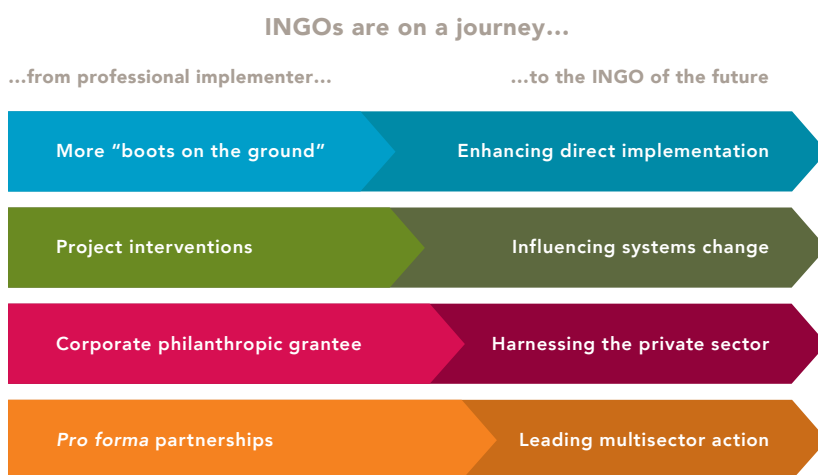 INGOs are on a journey…
…from professional implementer…
…to the INGO of the future
More “boots on the ground”
Enhancing direct implementation
Project interventions
Influencing systems change
Corporate philanthropic grantee
Harnessing the private sector
Pro forma partnerships
Leading multisector action